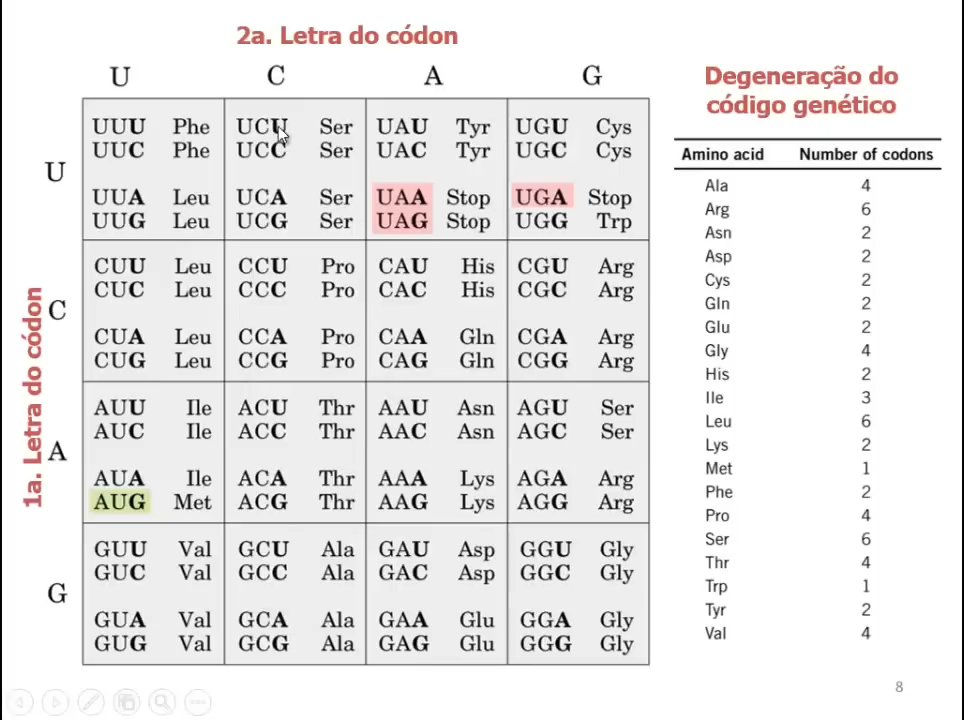 2a. Letra do códon
U C A G
Degeneração do
código genético
1a. Letra do códon
U
UUU Phe UCU Ser UAU Tyr UGU Cys
UUC Phe UCC Ser UAC Tyr UGC Cys
UUA Leu UCA Ser UAA Stop UGA Stop
UUG Leu UCG Ser UAG Stop UGG Trp
C
CUU Leu CCU Pro CAU His CGU Arg
CUC Leu CCC Pro CAC His CGC Arg
CUA Leu CCA Pro CAA Gln CGA Arg
CUG Leu CCG Pro CAG Gln CGG Arg
A
AUU Ile ACU Thr AAU Asn AGU Ser
AUC Ile ACC Thr AAC Asn AGC Ser
AUA Ile ACA Thr AAA Lys AGA Arg
AUG Met ACG Thr AAG Lys AGG Arg
G
GUU Val GCU Ala GAU Asp GGU Gly
GUC Val GCC Ala GAC Asp GGC Gly
GUA Val GCA Ala GAA Glu GGA Gly
GUG Val GCG Ala GAG Glu GGG Gly
Amino acid Number of codons
Ala 4
Arg 6
Asn 2
Asp 2
Cys 2
Gln 2
Glu 2
Gly 4
His 2
Ile 3
Leu 6
Lys 2
Met 1
Phe 2
Pro 4
Ser 6
Thr 4
Trp 1
Tyr 2
Val 4
8